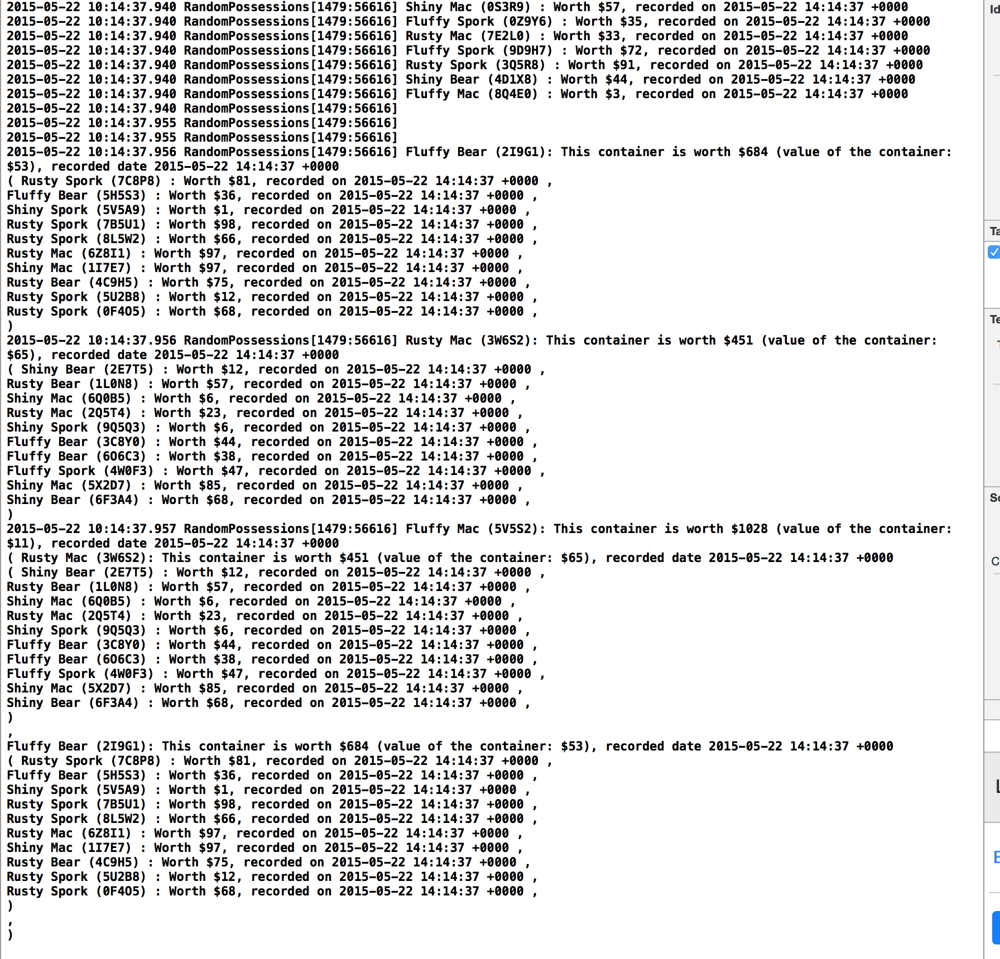 2015-05-22 10:14:37.940 RandomPossessions[1479:56616] Shiny Mac (0S3R9) : Worth $57, recorded on 2015-05-22 14:14:37 +0000
2015-05-22 10:14:37.940 RandomPossessions[1479:56616] Fluffy Spork (0Z9Y6) : Worth $35, recorded on 2015-05-22 14:14:37 +0000
2015-05-22 10:14:37.940 RandomPossessions[1479:56616] Rusty Mac (7E2L0) : Worth $33, recorded on 2015-05-22 14:14:37 +0000
2015-05-22 10:14:37.940 RandomPossessions[1479:56616] Fluffy Spork (9D9H7) : Worth $72, recorded on 2015-05-22 14:14:37 +0000
2015-05-22 10:14:37.940 RandomPossessions[1479:56616] Rusty Spork (3Q5R8) : Worth $91, recorded on 2015-05-22 14:14:37 +0000
2015-05-22 10:14:37.940 RandomPossessions[1479:56616] Shiny Bear (4D1X8) : Worth $44, recorded on 2015-05-22 14:14:37 +0000
2015-05-22 10:14:37.940 RandomPossessions[1479:56616] Fluffy Mac (8Q4E0) : Worth $3, recorded on 2015-05-22 14:14:37 +0000
2015-05-22 10:14:37.940 RandomPossessions[1479:56616]
2015-05-22 10:14:37.955 RandomPossessions[1479:56616]
2015-05-22 10:14:37.955 RandomPossessions[1479:56616]
2015-05-22 10:14:37.956 RandomPossessions[1479:56616] Fluffy Bear (2I9G1): This container is worth $684 (value of the container:
$53), recorded date 2015-05-22 14:14:37 +0000
( Rusty Spork (7C8P8) : Worth $81, recorded on 2015-05-22 14:14:37 +0000 ,
Fluffy Bear (5H5S3) : Worth $36, recorded on 2015-05-22 14:14:37 +0000 ,
Shiny Spork (5V5A9) : Worth $1, recorded on 2015-05-22 14:14:37 +0000 ,
Rusty Spork (7B5U1) : Worth $98, recorded on 2015-05-22 14:14:37 +0000 ,
Rusty Spork (8L5W2) : Worth $66, recorded on 2015-05-22 14:14:37 +0000 ,
Rusty Mac (6Z8I1) : Worth $97, recorded on 2015-05-22 14:14:37 +0000 ,
Shiny Mac (1I7E7) : Worth $97, recorded on 2015-05-22 14:14:37 +0000 ,
Rusty Bear (4C9H5) : Worth $75, recorded on 2015-05-22 14:14:37 +0000 ,
Rusty Spork (5U2B8) : Worth $12, recorded on 2015-05-22 14:14:37 +0000 ,
Rusty Spork (0F4O5) : Worth $68, recorded on 2015-05-22 14:14:37 +0000 ,
)
2015-05-22 10:14:37.956 RandomPossessions[1479:56616] Rusty Mac (3W6S2): This container is worth $451 (value of the container:
$65), recorded date 2015-05-22 14:14:37 +0000
( Shiny Bear (2E7T5) : Worth $12, recorded on 2015-05-22 14:14:37 +0000 ,
Rusty Bear (1L0N8) : Worth $57, recorded on 2015-05-22 14:14:37 +0000 ,
Shiny Mac (6Q0B5) : Worth $6, recorded on 2015-05-22 14:14:37 +0000 ,
Rusty Mac (2Q5T4) : Worth $23, recorded on 2015-05-22 14:14:37 +0000 ,
Shiny Spork (9Q5Q3) : Worth $6, recorded on 2015-05-22 14:14:37 +0000 ,
Fluffy Bear (3C8Y0) : Worth $44, recorded on 2015-05-22 14:14:37 +0000 ,
Fluffy Bear (6O6C3) : Worth $38, recorded on 2015-05-22 14:14:37 +0000 ,
Fluffy Spork (4W0F3) : Worth $47, recorded on 2015-05-22 14:14:37 +0000 ,
Shiny Mac (5X2D7) : Worth $85, recorded on 2015-05-22 14:14:37 +0000 ,
Shiny Bear (6F3A4) : Worth $68, recorded on 2015-05-22 14:14:37 +0000 ,
)
2015-05-22 10:14:37.957 RandomPossessions[1479:56616] Fluffy Mac (5V5S2): This container is worth $1028 (value of the container:
$11), recorded date 2015-05-22 14:14:37 +0000
( Rusty Mac (3W6S2): This container is worth $451 (value of the container: $65), recorded date 2015-05-22 14:14:37 +0000
( Shiny Bear (2E7T5) : Worth $12, recorded on 2015-05-22 14:14:37 +0000 ,
Rusty Bear (1L0N8) : Worth $57, recorded on 2015-05-22 14:14:37 +0000 ,
Shiny Mac (6Q0B5) : Worth $6, recorded on 2015-05-22 14:14:37 +0000 ,
Rusty Mac (2Q5T4) : Worth $23, recorded on 2015-05-22 14:14:37 +0000 ,
Shiny Spork (9Q5Q3) : Worth $6, recorded on 2015-05-22 14:14:37 +0000 ,
Fluffy Bear (3C8Y0) : Worth $44, recorded on 2015-05-22 14:14:37 +0000 ,
Fluffy Bear (6O6C3) : Worth $38, recorded on 2015-05-22 14:14:37 +0000 ,
Fluffy Spork (4W0F3) : Worth $47, recorded on 2015-05-22 14:14:37 +0000 ,
Shiny Mac (5X2D7) : Worth $85, recorded on 2015-05-22 14:14:37 +0000 ,
Shiny Bear (6F3A4) : Worth $68, recorded on 2015-05-22 14:14:37 +0000 ,
)
,
Fluffy Bear (2I9G1): This container is worth $684 (value of the container: $53), recorded date 2015-05-22 14:14:37 +0000
( Rusty Spork (7C8P8) : Worth $81, recorded on 2015-05-22 14:14:37 +0000 ,
Fluffy Bear (5H5S3) : Worth $36, recorded on 2015-05-22 14:14:37 +0000 ,
Shiny Spork (5V5A9) : Worth $1, recorded on 2015-05-22 14:14:37 +0000 ,
Rusty Spork (7B5U1) : Worth $98, recorded on 2015-05-22 14:14:37 +0000 ,
Rusty Spork (8L5W2) : Worth $66, recorded on 2015-05-22 14:14:37 +0000 ,
Rusty Mac (6Z8I1) : Worth $97, recorded on 2015-05-22 14:14:37 +0000 ,
Shiny Mac (1I7E7) : Worth $97, recorded on 2015-05-22 14:14:37 +0000 ,
Rusty Bear (4C9H5) : Worth $75, recorded on 2015-05-22 14:14:37 +0000 ,
Rusty Spork (5U2B8) : Worth $12, recorded on 2015-05-22 14:14:37 +0000 ,
Rusty Spork (0F4O5) : Worth $68, recorded on 2015-05-22 14:14:37 +0000 ,
)
,
)